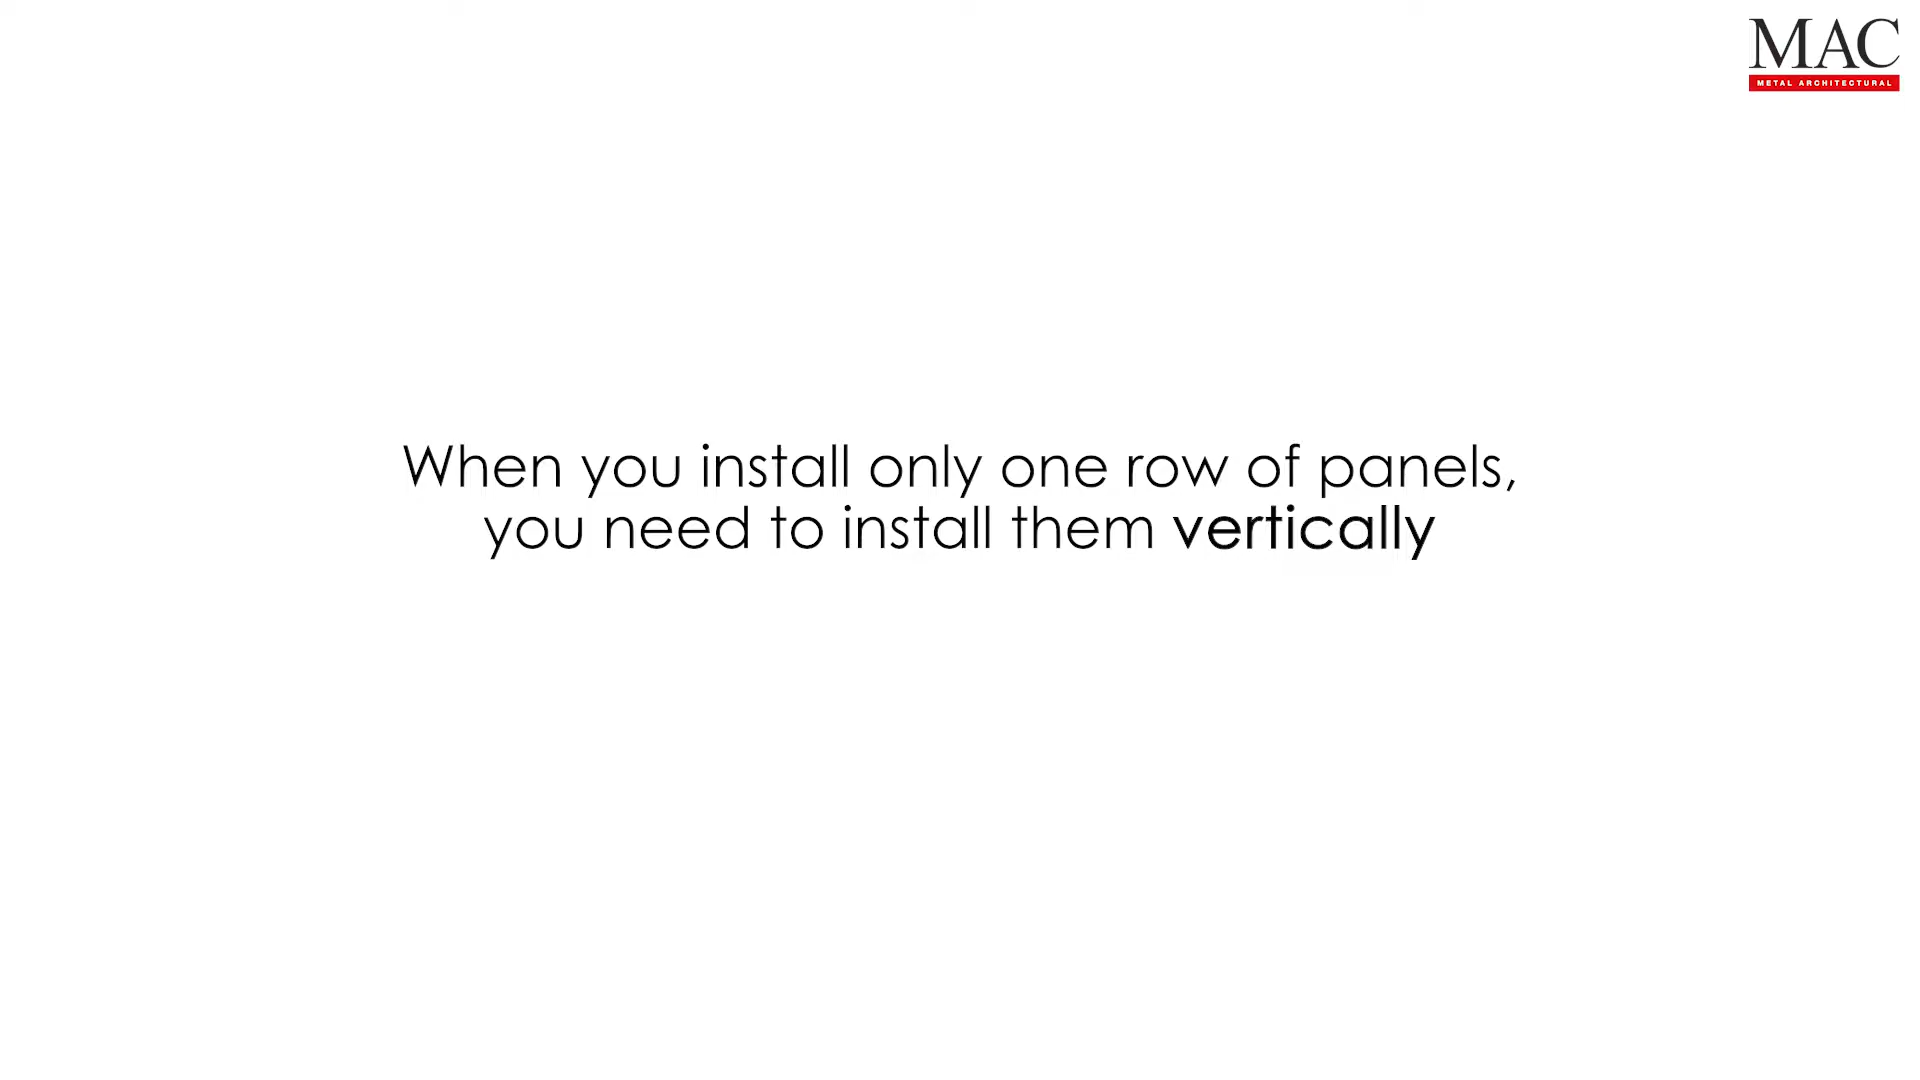 MAC
METAL ARCHITECTURAL
When you install only one row of panels,
you need to install them vertically